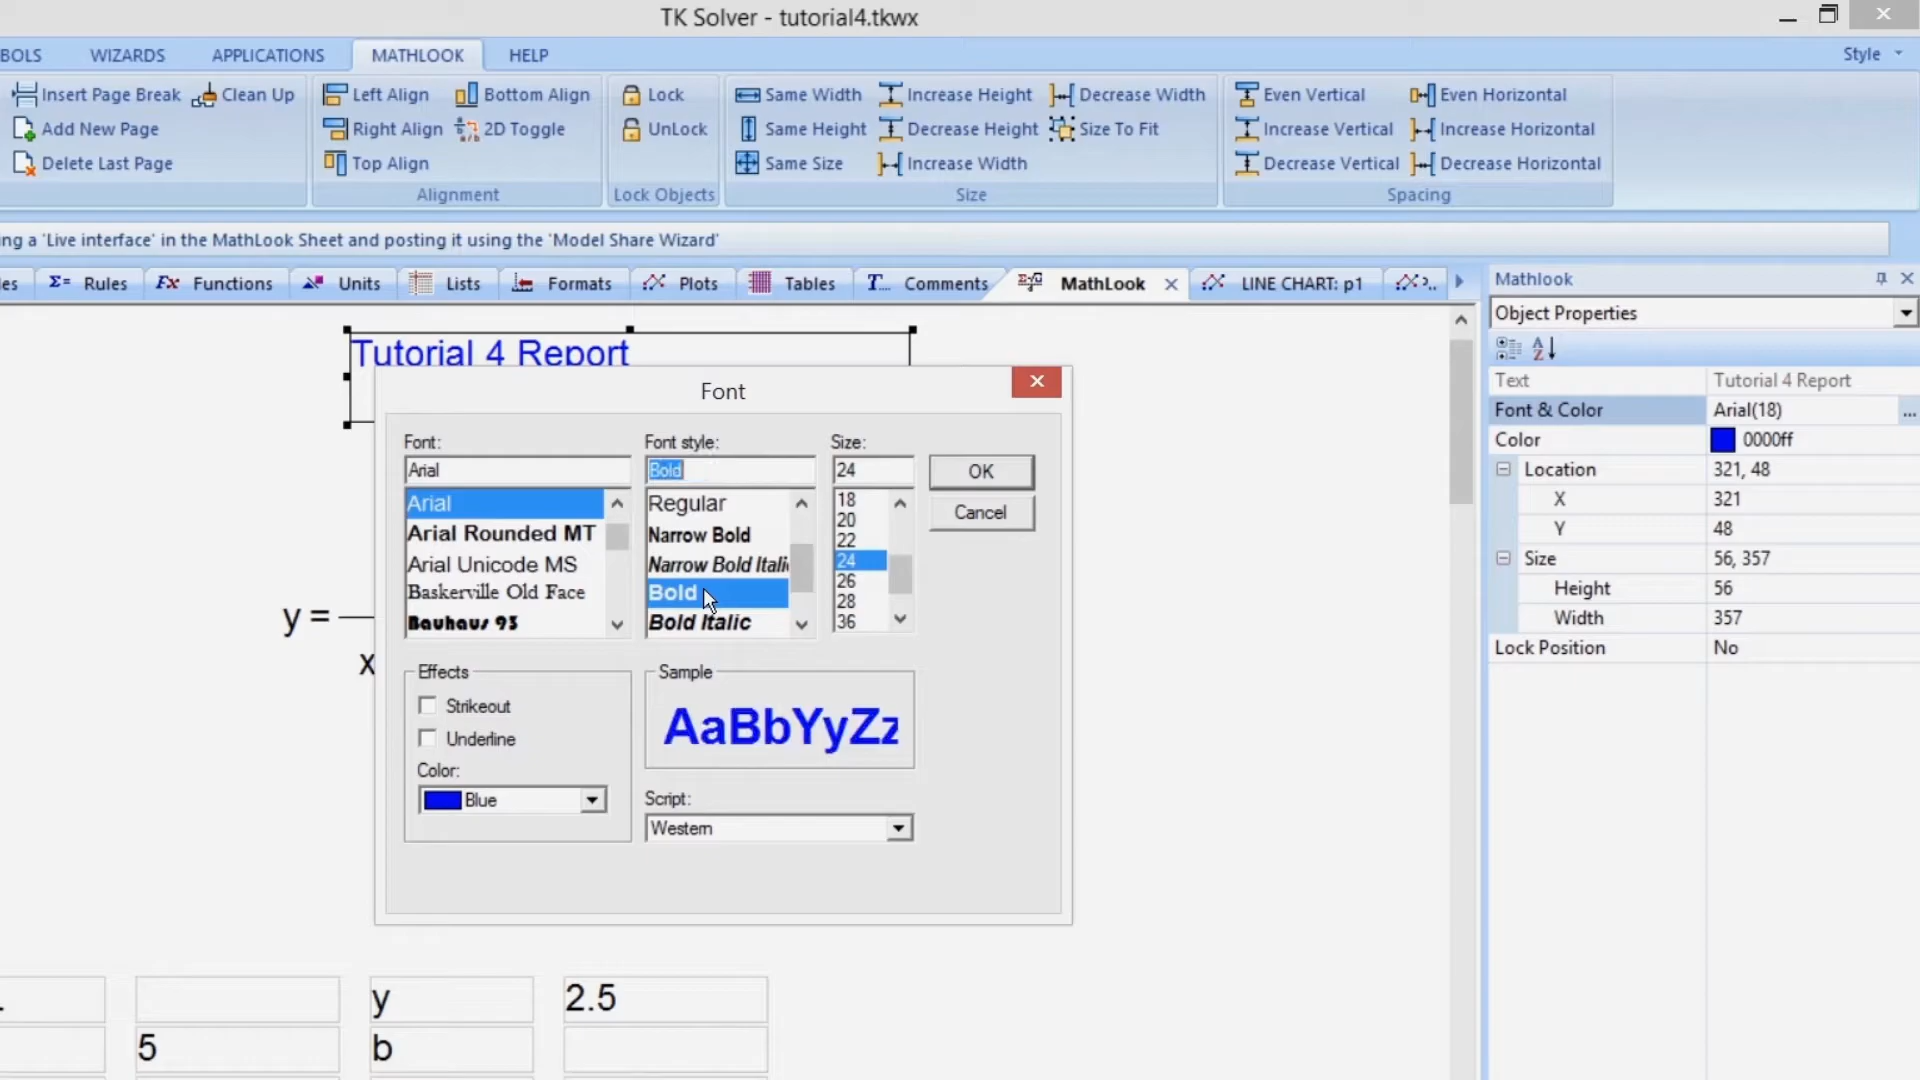 TK Solver - tutorial4.tkwx
BOLS WIZARDS APPLICATIONS MATHLOOK HELP Style
Insert Page Break Clean Up Left Align Bottom Align Lock Same Width Increase Height Decrease Width Even Vertical Even Horizontal
Add New Page Right Align 2D Toggle UnLock Same Height Decrease Height Size To Fit Increase Vertical Increase Horizontal
Delete Last Page Top Align Same Size Increase Width Decrease Vertical Decrease Horizontal
Alignment Lock Objects Size Spacing
ng a 'Live interface' in the MathLook Sheet and posting it using the 'Model Share Wizard'
es Σ= Rules Fx Functions Units Lists Formats Plots Tables T... Comments MathLook LINE CHART: p1
Mathlook
Object Properties
Text Tutorial 4 Report
Font & Color Arial(18) ...
Color 0000ff
Location 321, 48
X 321
Y 48
Size 56, 357
Height 56
Width 357
Lock Position No
Tutorial 4 Report
y =
x
Font
Font: Font style: Size:
Arial Bold 24 OK
Cancel
Arial
Arial Rounded MT
Arial Unicode MS
Baskerville Old Face
Bauhaus 93
Regular
Narrow Bold
Narrow Bold Itali
Bold
Bold Italic
18
20
22
24
26
28
36
Effects
Strikeout
Underline
Color:
Blue
Sample
AaBbYyZz
Script:
Western
y 2.5
5 b